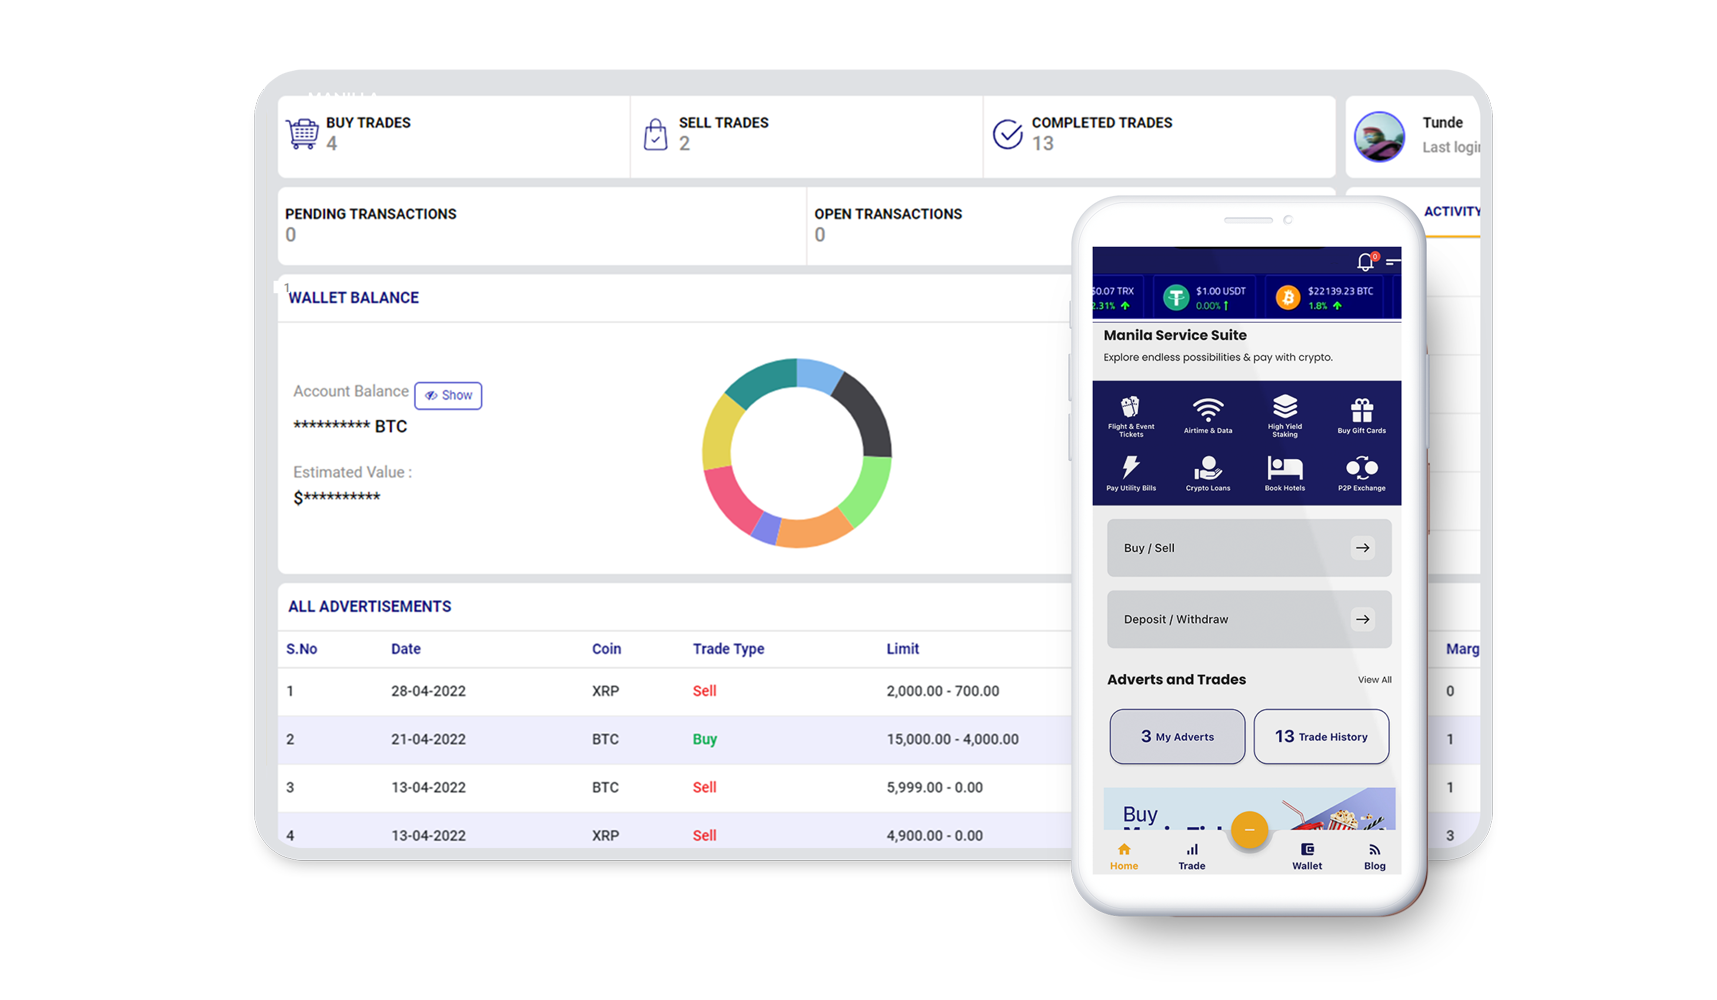 BUY TRADES
4
SELL TRADES
2
COMPLETED TRADES
13
Tunde
Last login
PENDING TRANSACTIONS
0
OPEN TRANSACTIONS
0
ACTIVITY
1
WALLET BALANCE
Account Balance
Show
********** BTC
Estimated Value :
$**********
ALL ADVERTISEMENTS
S.No Date Coin Trade Type Limit Marg
1 28-04-2022 XRP Sell 2,000.00 - 700.00 0
2 21-04-2022 BTC Buy 15,000.00 - 4,000.00 1
3 13-04-2022 BTC Sell 5,999.00 - 0.00 1
4 13-04-2022 XRP Sell 4,900.00 - 0.00 3
0
$0.07 TRX
2.31%
$1.00 USDT
0.00%
$22139.23 BTC
1.8%
Manila Service Suite
Explore endless possibilities & pay with crypto.
Flight & Event
Tickets
Airtime & Data
High Yield
Staking
Buy Gift Cards
Pay Utility Bills
Crypto Loans
Book Hotels
P2P Exchange
Buy / Sell
Deposit / Withdraw
Adverts and Trades
View All
3 My Adverts
13 Trade History
Buy
Home
Trade
Wallet
Blog